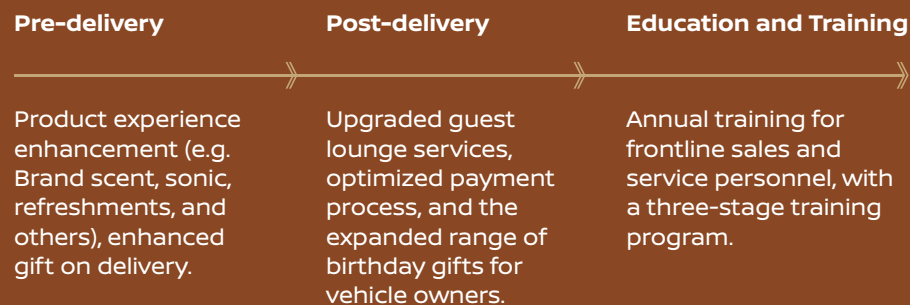 Pre-delivery
Product experience
enhancement (e.g.
Brand scent, sonic,
refreshments, and
others), enhanced
gift on delivery.
Post-delivery
Upgraded guest
lounge services,
optimized payment
process, and the
expanded range of
birthday gifts for
vehicle owners.
Education and Training
Annual training for
frontline sales and
service personnel, with
a three-stage training
program.